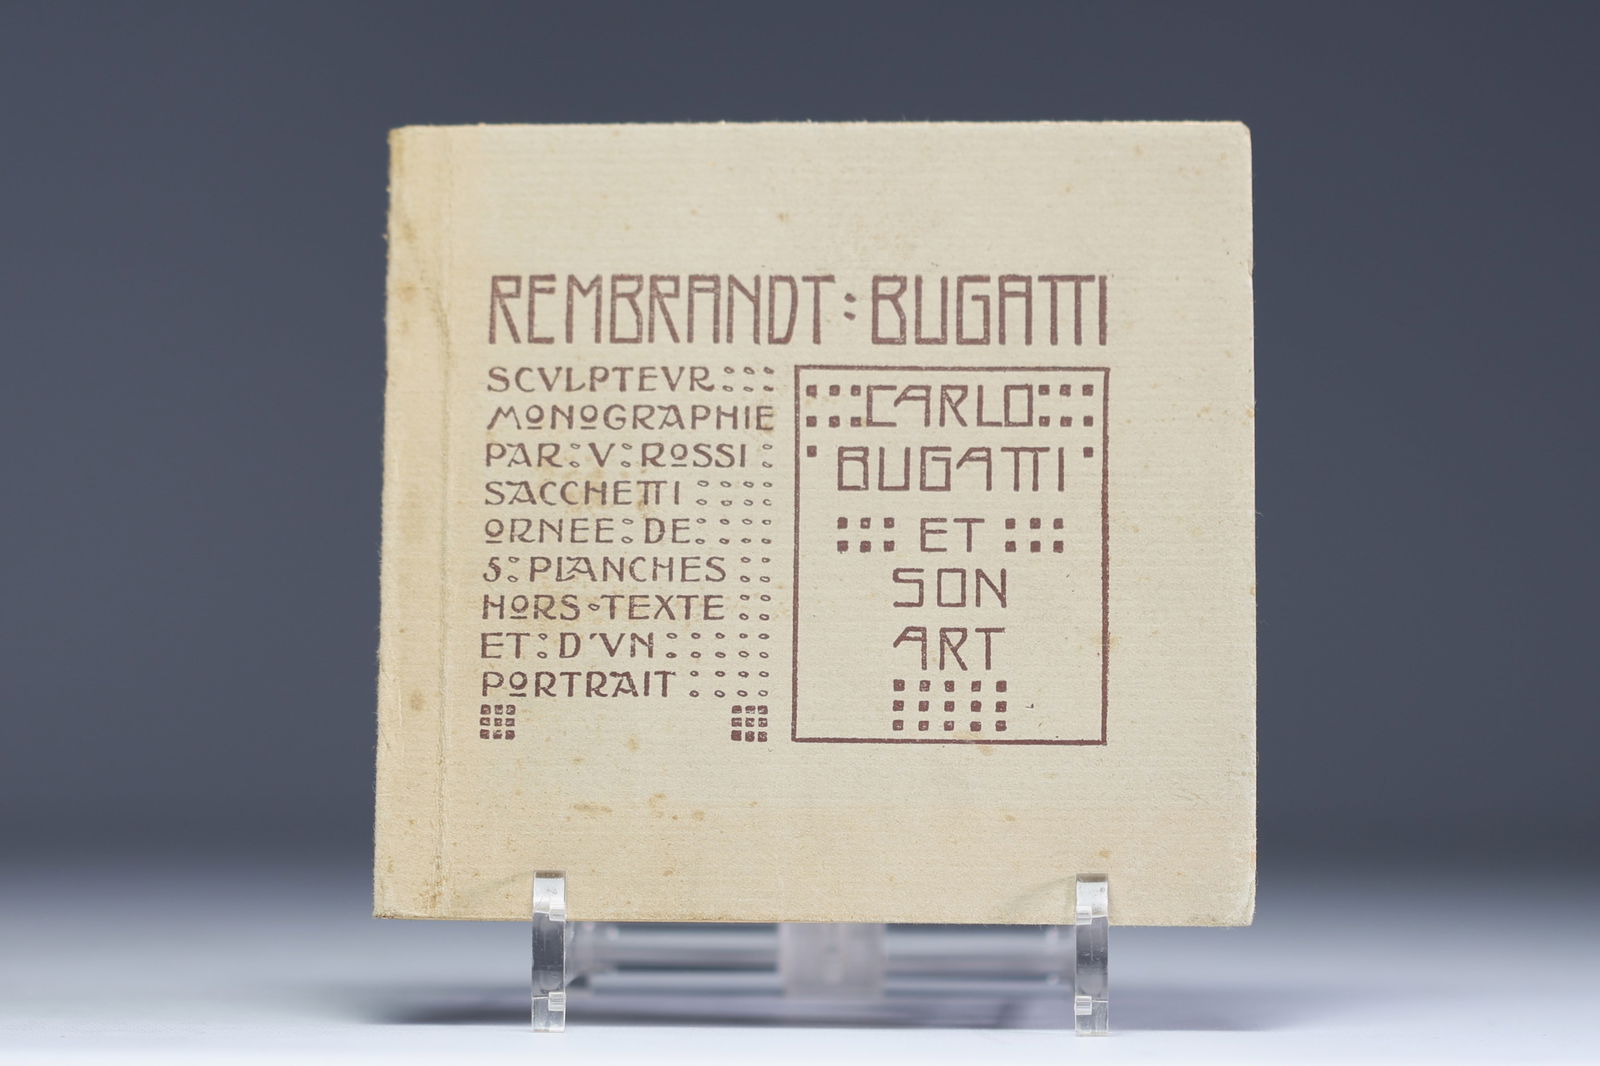 REMBRANDT : BUGATTI
SCVLPTEVR
MONOGRAPHIE
PAR : V : ROSSI :
SACCHETTI
ORNEE : DE
5 : PLANCHES
HORS TEXTE
ET : D'VN
PORTRAIT
CARLO
BUGATTI
ET
SON
ART